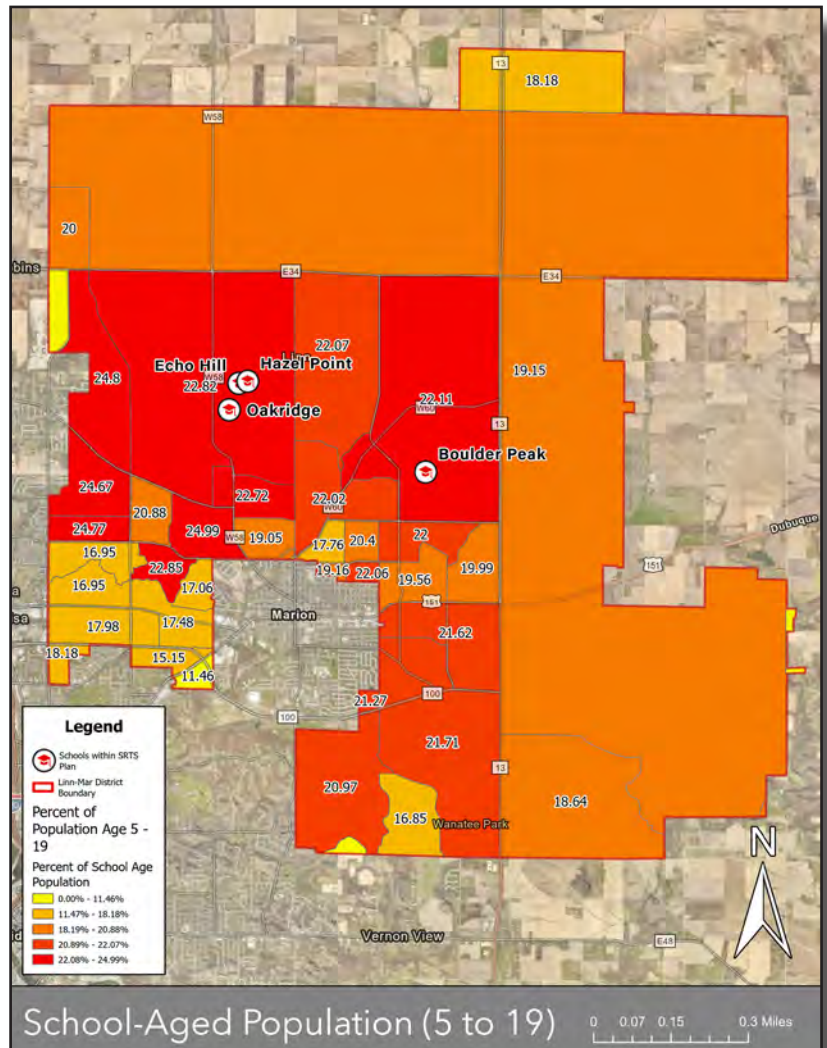 13
18.18
W58
20
bins
E34
E34
22.07
Echo Hill
Hazel Point
24.8
W58
22.82
19.15
22.11
W60
Oakridge
13
Boulder Peak
24.67
22.72
22.02
W60
20.88
24.77
24.99
W58
19.05
17.76
20.4
22
Dubuque
16.95
22.85
19.16
22.06
19.56
19.99
151
16.95
17.06
151
Marion
sa
17.98
17.48
21.62
18.18
15.15
11.46
21.27
100
100
21.71
Legend
Schools within SRTS
Plan
Linn-Mar District
Boundary
Percent of
Population Age 5 -
19
Percent of School Age
Population
0.00% - 11.46%
11.47% - 18.18%
18.19% - 20.88%
20.89% - 22.07%
22.08% - 24.99%
13
20.97
18.64
16.85
Wanatee Park
N
Vernon View
E48
School-Aged Population (5 to 19)
0 0.07 0.15 0.3 Miles